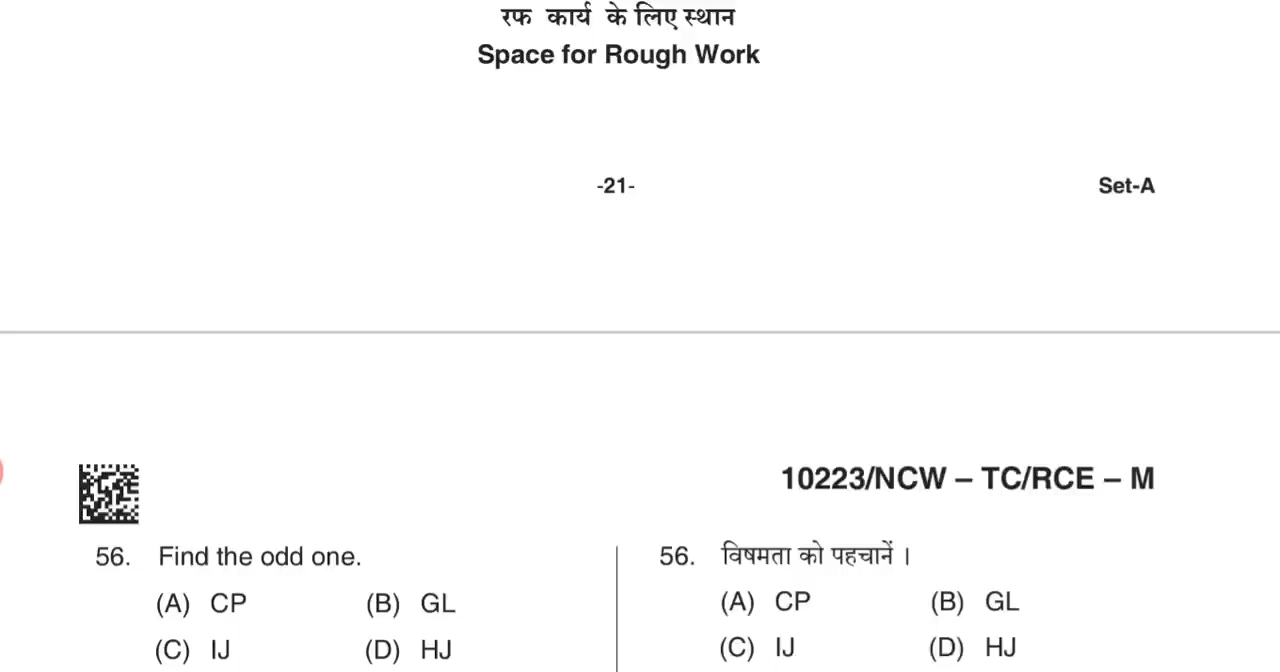 रफ कार्य के लिए स्थान
Space for Rough Work
-21-
Set-A
10223/NCW – TC/RCE – M
56. Find the odd one.
(A) CP (B) GL
(C) IJ (D) HJ
56. विषमता को पहचानें ।
(A) CP (B) GL
(C) IJ (D) HJ